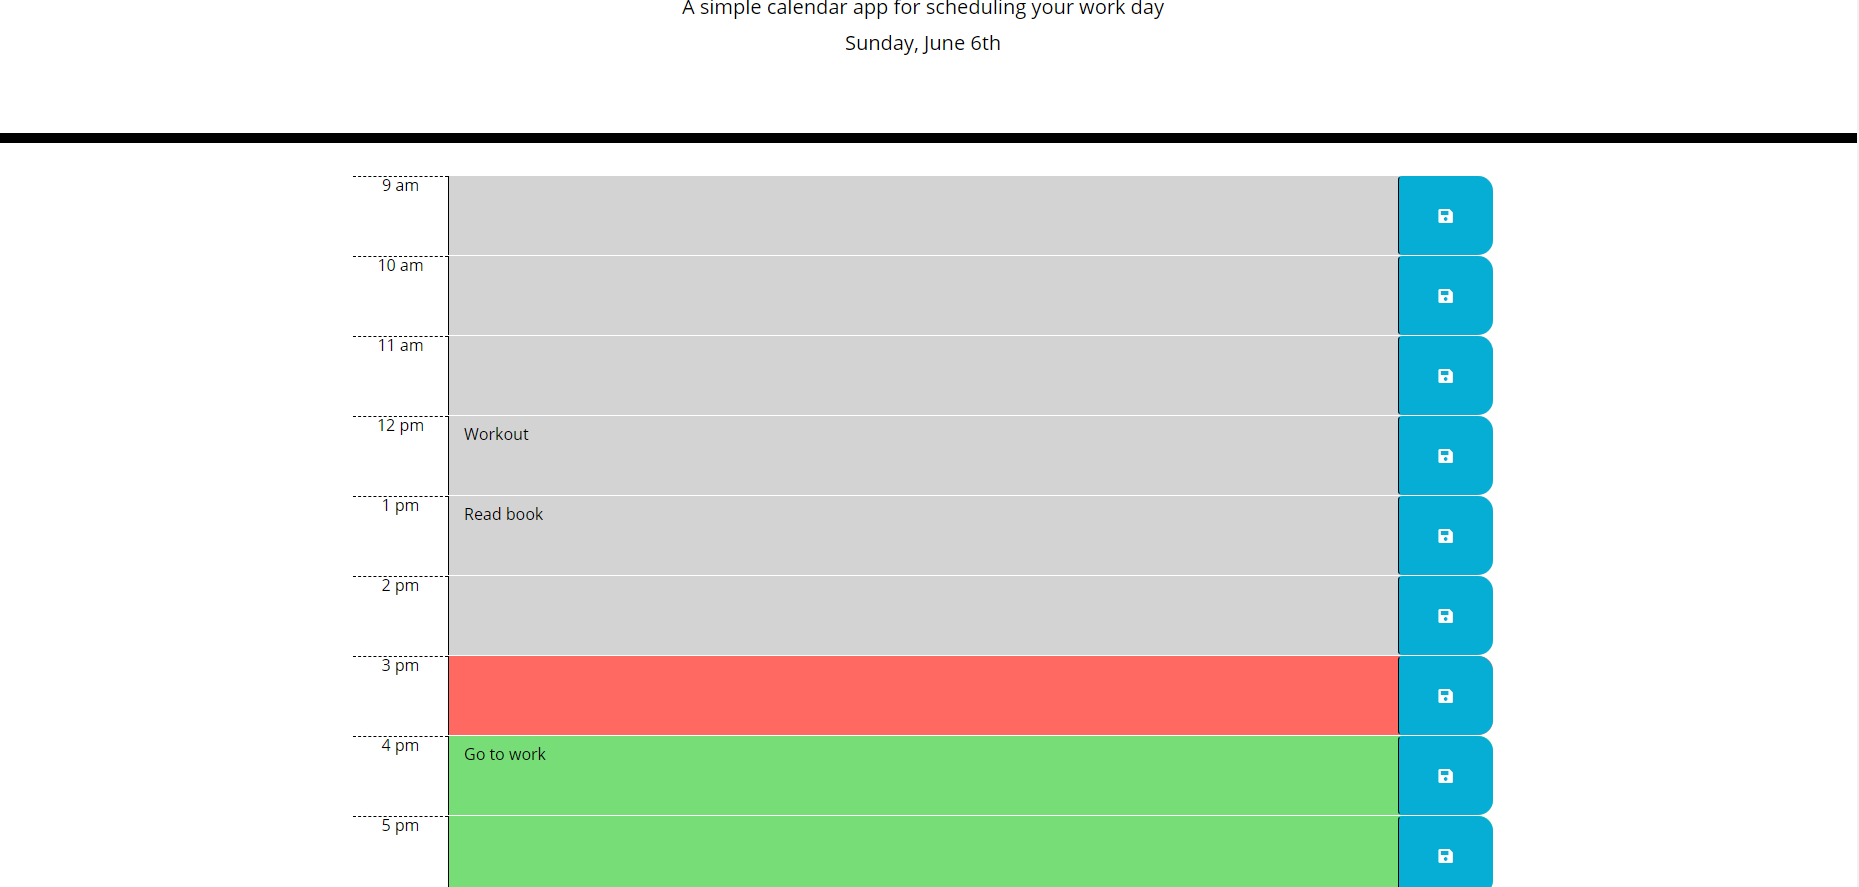 A simple calendar app for scheduling your work day
Sunday, June 6th
9 am
10 am
11 am
12 pm
Workout
1 pm
Read book
2 pm
3 pm
4 pm
Go to work
5 pm